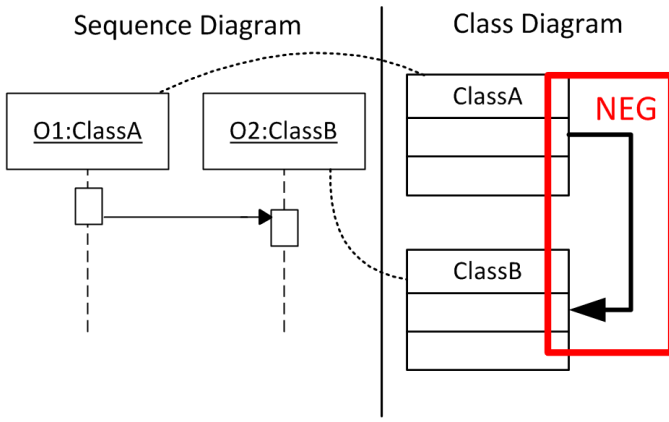 Sequence Diagram
Class Diagram
O1:ClassA
O2:ClassB
ClassA
NEG
ClassB